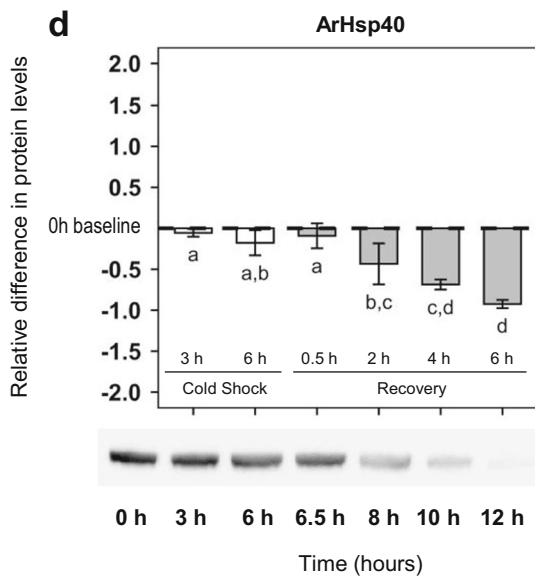 d
ArHsp40
Relative difference in protein levels
2.0
1.5
1.0
0.5
0h baseline
-0.5
-1.0
-1.5
-2.0
a a,b a b,c c,d d
3 h 6 h 0.5 h 2 h 4 h 6 h
Cold Shock Recovery
0 h 3 h 6 h 6.5 h 8 h 10 h 12 h
Time (hours)